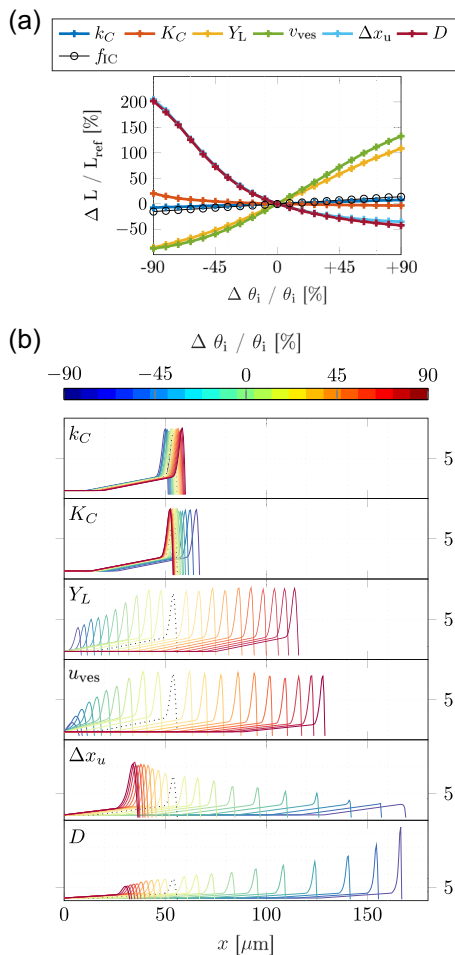 (a)
k_C K_C Y_L v_ves Δx_u D
f_IC
Δ L / L_ref [%]
200
150
100
50
0
−50
-90 -45 0 +45 +90
Δ θ_i / θ_i [%]
(b)
Δ θ_i / θ_i [%]
−90 −45 0 45 90
k_C
5
K_C
5
Y_L
5
u_ves
5
Δx_u
5
D
5
0 50 100 150
x [μm]